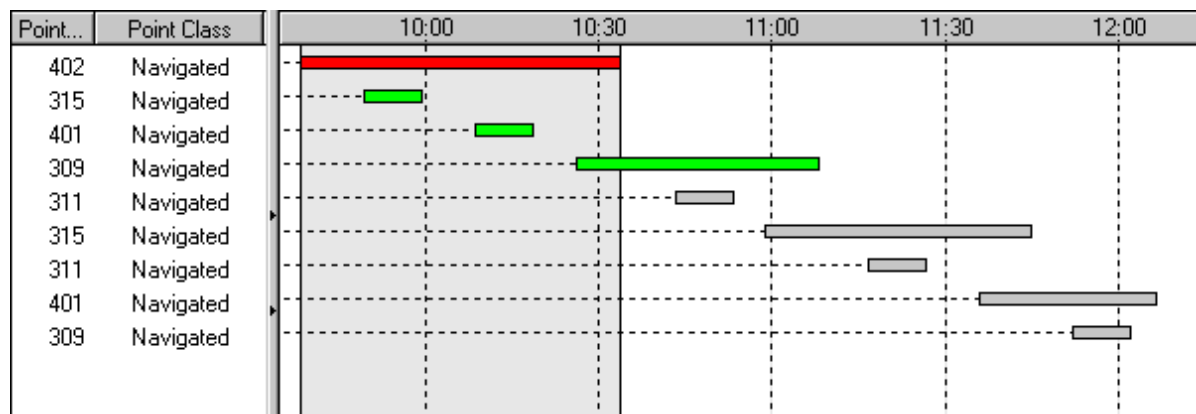 Point... Point Class 10:00 10:30 11:00 11:30 12:00
402 Navigated
315 Navigated
401 Navigated
309 Navigated
311 Navigated
315 Navigated
311 Navigated
401 Navigated
309 Navigated